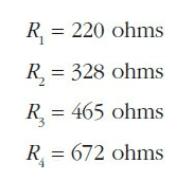 R₁ = 220 ohms
R₂ = 328 ohms
R₃ = 465 ohms
R₄ = 672 ohms